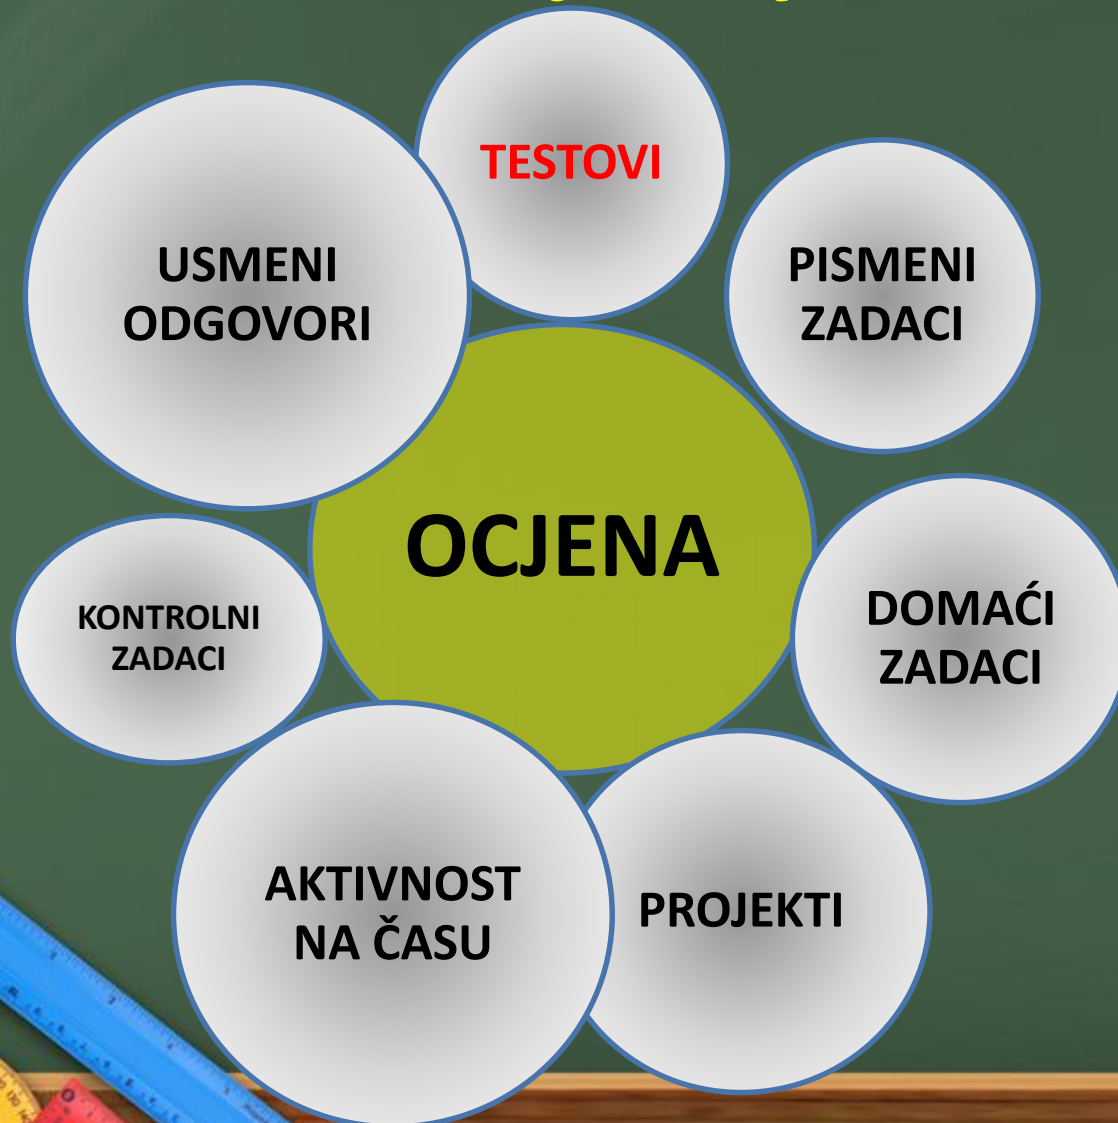 TESTOVI
USMENI
ODGOVORI
PISMENI
ZADACI
OCJENA
KONTROLNI
ZADACI
DOMAĆI
ZADACI
AKTIVNOST
NA ČASU
PROJEKTI